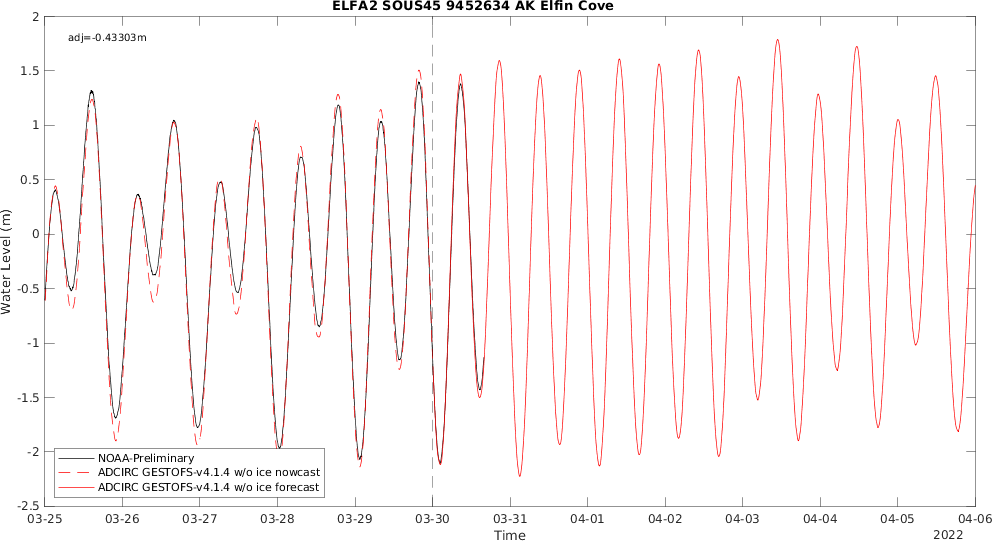 ELFA2 SOUS45 9452634 AK Elfin Cove
adj=-0.43303m
2
1.5
1
0.5
0
-0.5
-1
-1.5
-2
-2.5
Water Level (m)
NOAA-Preliminary
ADCIRC GESTOFS-v4.1.4 w/o ice nowcast
ADCIRC GESTOFS-v4.1.4 w/o ice forecast
03-25 03-26 03-27 03-28 03-29 03-30 03-31 04-01 04-02 04-03 04-04 04-05 04-06
Time
2022